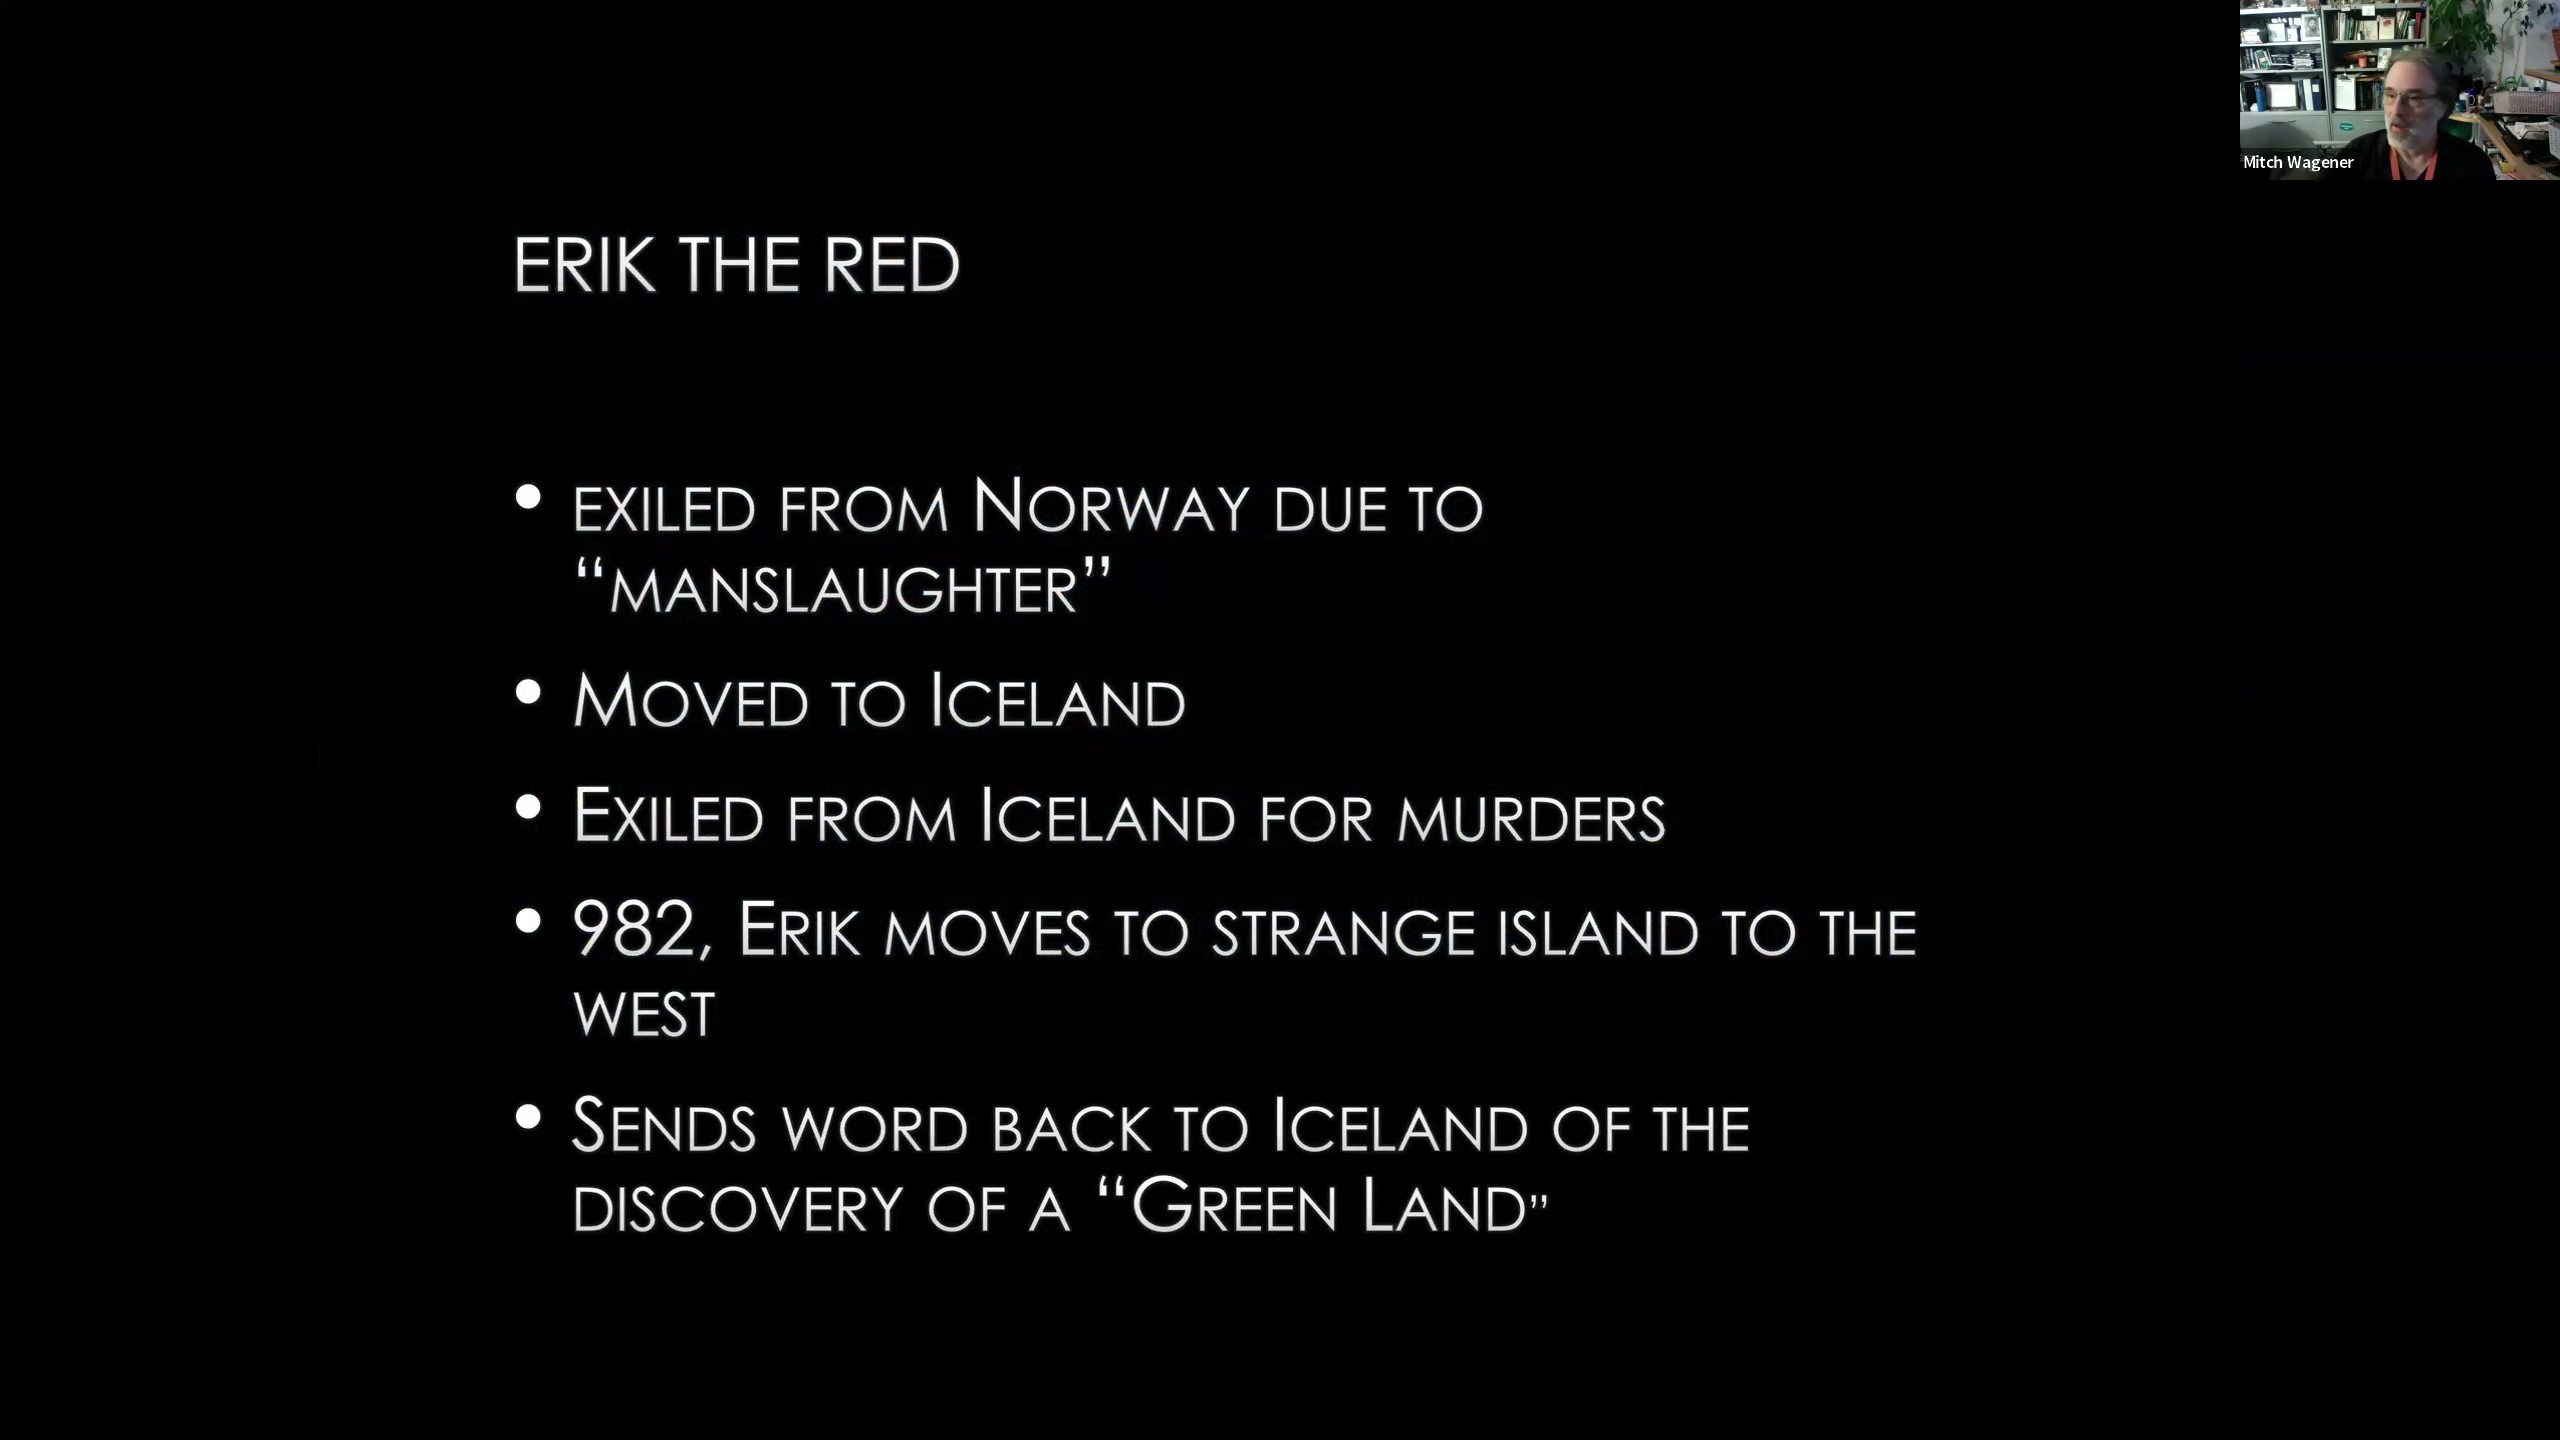 Mitch Wagener
ERIK THE RED
• EXILED FROM NORWAY DUE TO
“MANSLAUGHTER”
• MOVED TO ICELAND
• EXILED FROM ICELAND FOR MURDERS
• 982, ERIK MOVES TO STRANGE ISLAND TO THE
WEST
• SENDS WORD BACK TO ICELAND OF THE
DISCOVERY OF A “GREEN LAND”